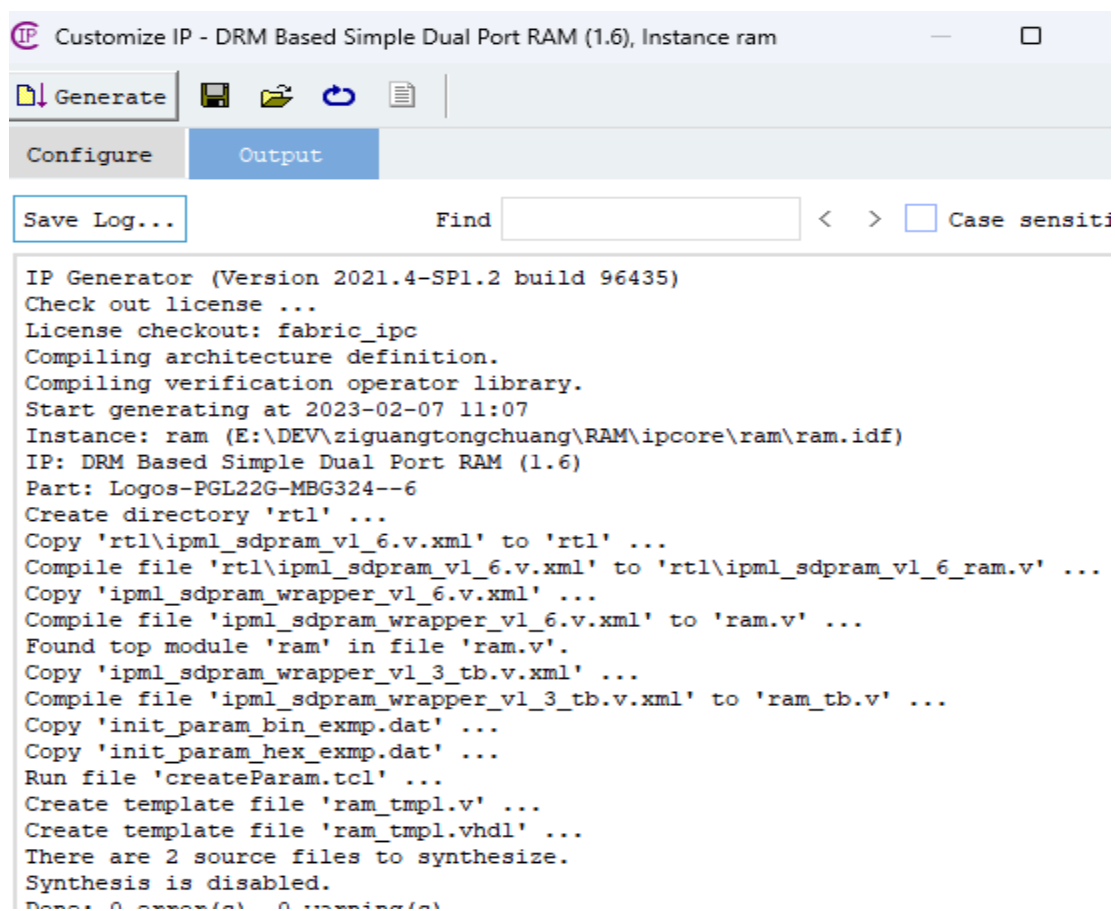 Customize IP - DRM Based Simple Dual Port RAM (1.6), Instance ram
Generate
Configure Output
Save Log... Find < > Case sensiti
IP Generator (Version 2021.4-SP1.2 build 96435)
Check out license ...
License checkout: fabric_ipc
Compiling architecture definition.
Compiling verification operator library.
Start generating at 2023-02-07 11:07
Instance: ram (E:\DEV\ziguangtongchuang\RAM\ipcore\ram\ram.idf)
IP: DRM Based Simple Dual Port RAM (1.6)
Part: Logos-PGL22G-MBG324--6
Create directory 'rtl' ...
Copy 'rtl\ipml_sdpram_v1_6.v.xml' to 'rtl' ...
Compile file 'rtl\ipml_sdpram_v1_6.v.xml' to 'rtl\ipml_sdpram_v1_6_ram.v' ...
Copy 'ipml_sdpram_wrapper_v1_6.v.xml' ...
Compile file 'ipml_sdpram_wrapper_v1_6.v.xml' to 'ram.v' ...
Found top module 'ram' in file 'ram.v'.
Copy 'ipml_sdpram_wrapper_v1_3_tb.v.xml' ...
Compile file 'ipml_sdpram_wrapper_v1_3_tb.v.xml' to 'ram_tb.v' ...
Copy 'init_param_bin_exmp.dat' ...
Copy 'init_param_hex_exmp.dat' ...
Run file 'createParam.tcl' ...
Create template file 'ram_tmpl.v' ...
Create template file 'ram_tmpl.vhdl' ...
There are 2 source files to synthesize.
Synthesis is disabled.
Done: 0 error(s), 0 warning(s)